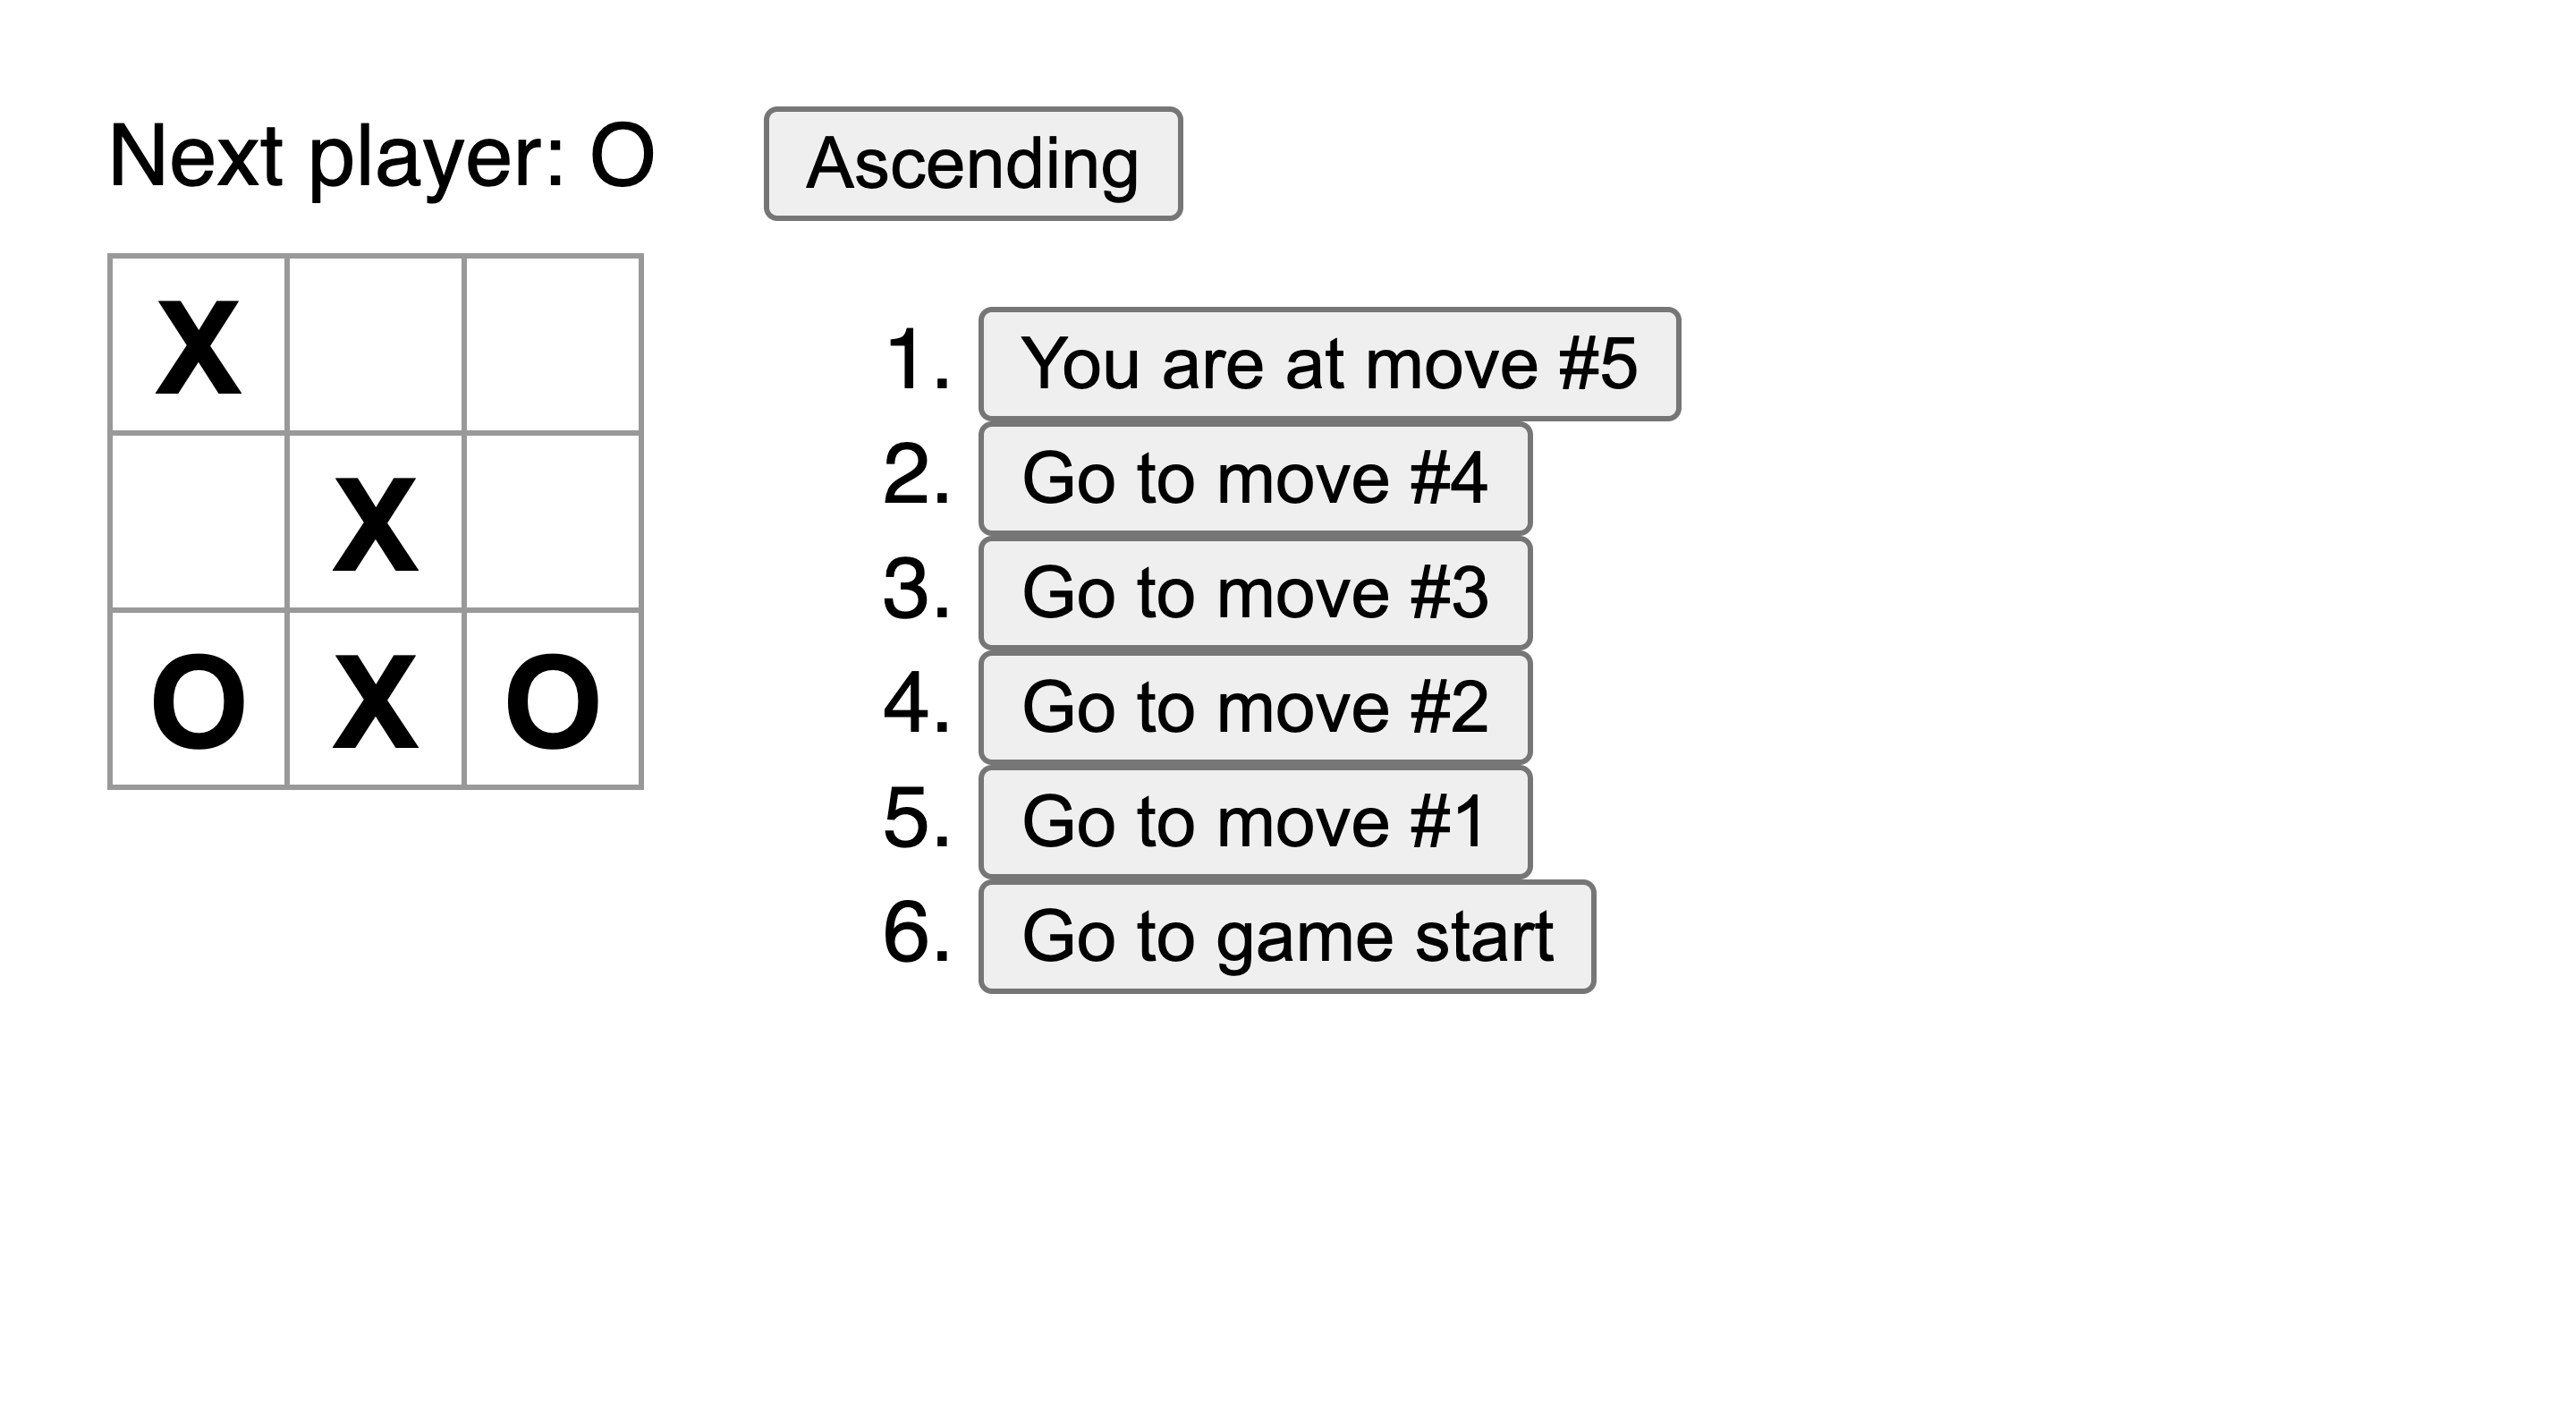 Next player: O
Ascending
X
X
O X O
1. You are at move #5
2. Go to move #4
3. Go to move #3
4. Go to move #2
5. Go to move #1
6. Go to game start